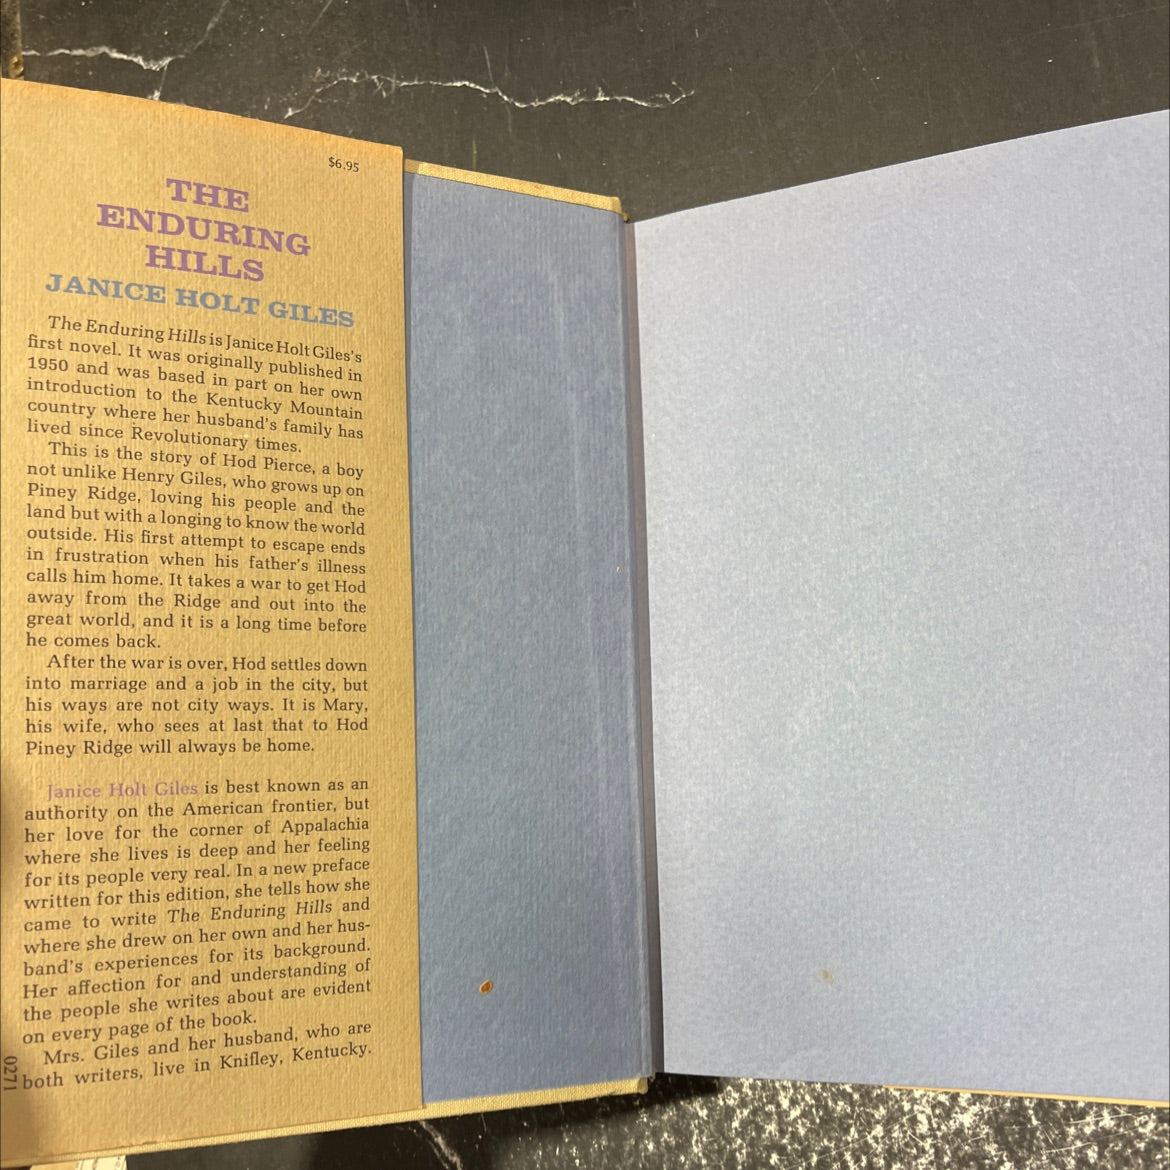 $6.95
THE
ENDURING
HILLS
JANICE HOLT GILES
The Enduring Hills is Janice Holt Giles's
first novel. It was originally published in
1950 and was based in part on her own
introduction to the Kentucky Mountain
country where her husband's family has
lived since Revolutionary times.
This is the story of Hod Pierce, a boy
not unlike Henry Giles, who grows up on
Piney Ridge, loving his people and the
land but with a longing to know the world
outside. His first attempt to escape ends
in frustration when his father's illness
calls him home. It takes a war to get Hod
away from the Ridge and out into the
great world, and it is a long time before
he comes back.
After the war is over, Hod settles down
into marriage and a job in the city, but
his ways are not city ways. It is Mary,
his wife, who sees at last that to Hod
Piney Ridge will always be home.
Janice Holt Giles is best known as an
authority on the American frontier, but
her love for the corner of Appalachia
where she lives is deep and her feeling
for its people very real. In a new preface
written for this edition, she tells how she
came to write The Enduring Hills and
where she drew on her own and her hus-
band's experiences for its background.
Her affection for and understanding of
the people she writes about are evident
on every page of the book.
Mrs. Giles and her husband, who are
both writers, live in Knifley, Kentucky.
0271